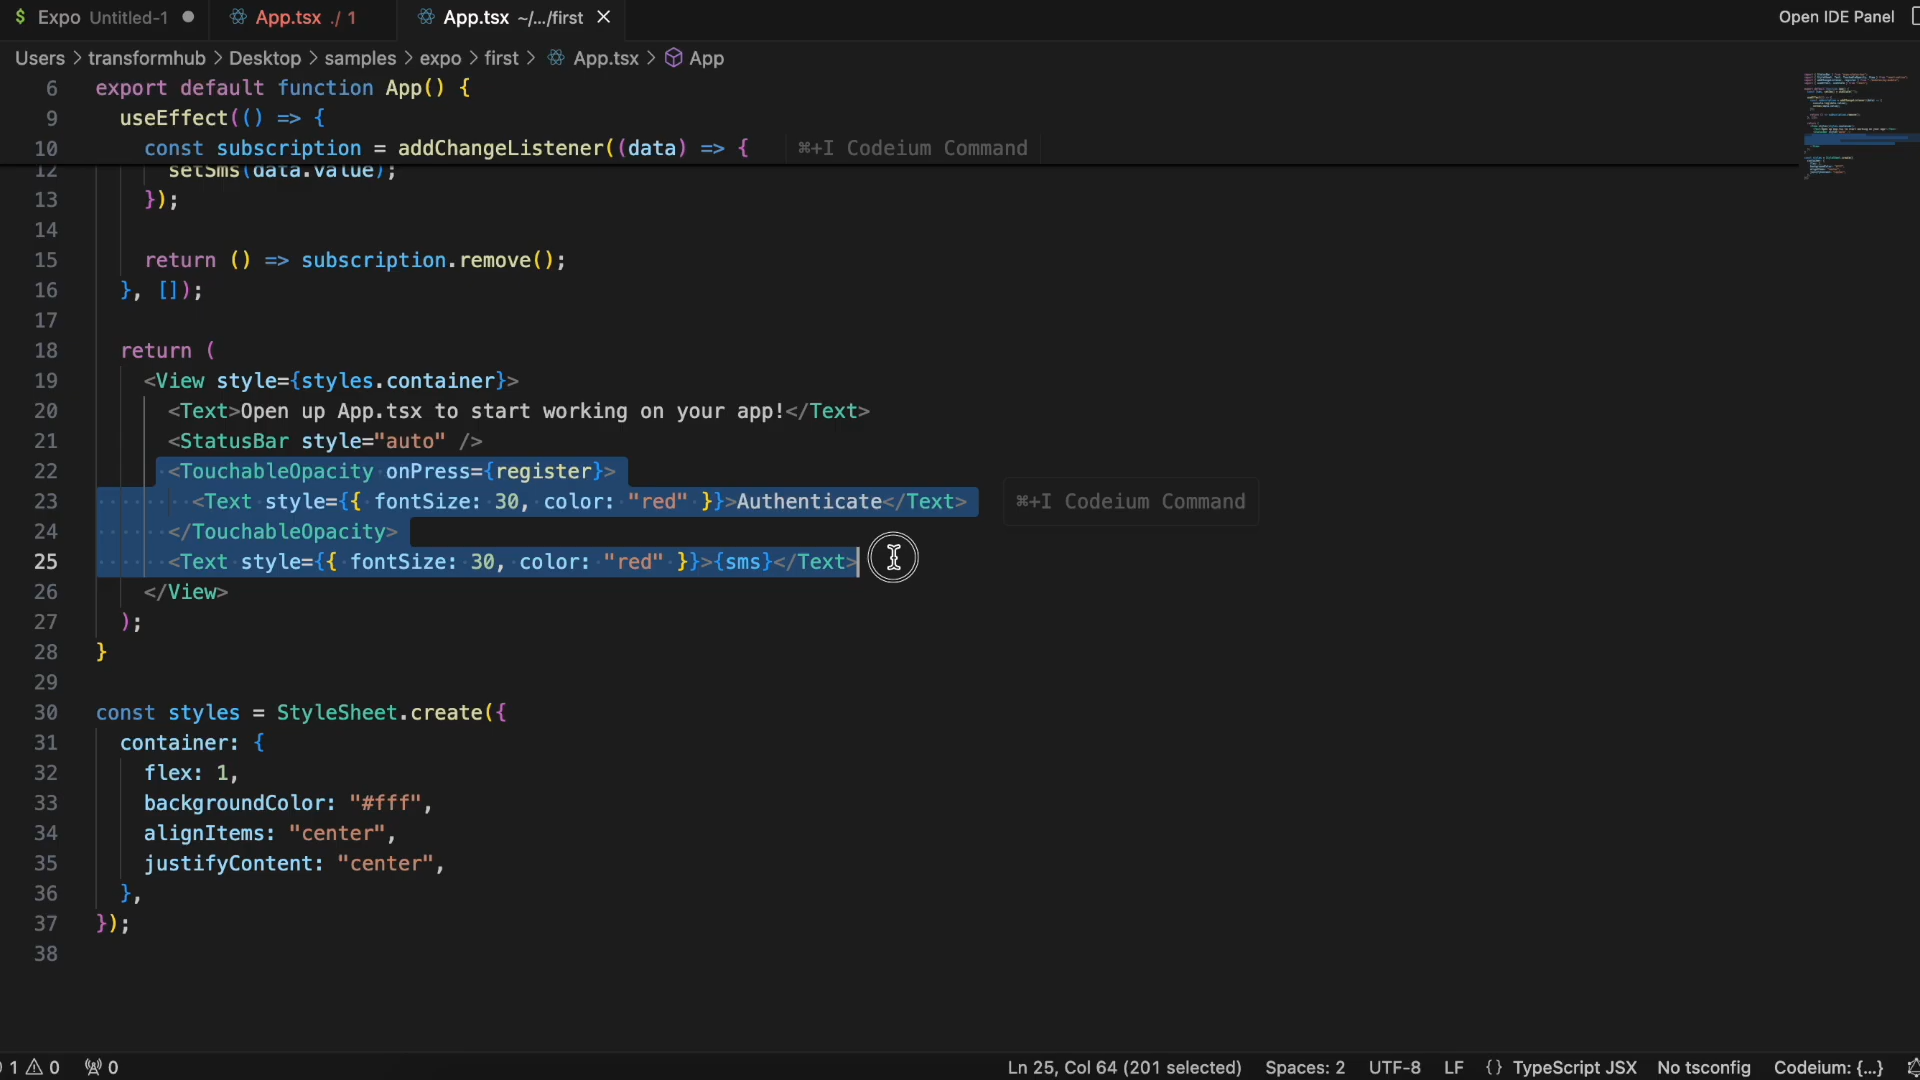 $ Expo Untitled-1 ●
App.tsx ./ 1
App.tsx ~/.../first ×
Open IDE Panel
Users > transformhub > Desktop > samples > expo > first > App.tsx > App
6 export default function App() {
9 useEffect(() => {
10 const subscription = addChangeListener((data) => { ⌘+I Codeium Command
12 setSms(data.value);
13 });
14
15 return () => subscription.remove();
16 }, []);
17
18 return (
19 <View style={styles.container}>
20 <Text>Open up App.tsx to start working on your app!</Text>
21 <StatusBar style="auto" />
22 <TouchableOpacity onPress={register}>
23 <Text style={{ fontSize: 30, color: "red" }}>Authenticate</Text> ⌘+I Codeium Command
24 </TouchableOpacity>
25 <Text style={{ fontSize: 30, color: "red" }}>{sms}</Text>
26 </View>
27 );
28 }
29
30 const styles = StyleSheet.create({
31 container: {
32 flex: 1,
33 backgroundColor: "#fff",
34 alignItems: "center",
35 justifyContent: "center",
36 },
37 });
38
1 0 0 Ln 25, Col 64 (201 selected) Spaces: 2 UTF-8 LF {} TypeScript JSX No tsconfig Codeium: {...}